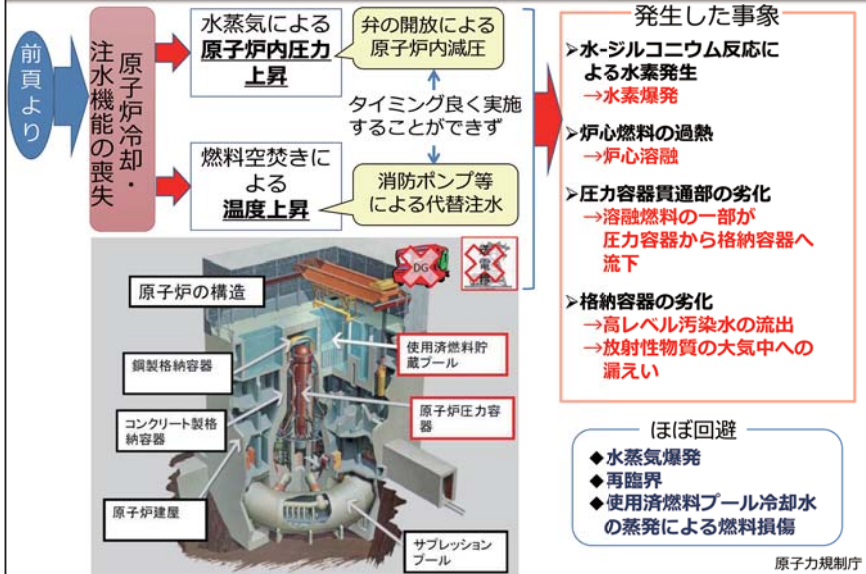 前頁より
原子炉冷却・
注水機能の喪失
水蒸気による
原子炉内圧力
上昇
弁の開放による
原子炉内減圧
タイミング良く実施
することができず
燃料空焚きに
よる
温度上昇
消防ポンプ等
による代替注水
発生した事象
➢水-ジルコニウム反応に
よる水素発生
→水素爆発
➢炉心燃料の過熱
→炉心溶融
➢圧力容器貫通部の劣化
→溶融燃料の一部が
圧力容器から格納容器へ
流下
➢格納容器の劣化
→高レベル汚染水の流出
→放射性物質の大気中への
漏えい
DG
原子炉の構造
鋼製格納容器
コンクリート製格
納容器
原子炉建屋
使用済燃料貯
蔵プール
原子炉圧力容
器
サプレッション
プール
ほぼ回避
◆水蒸気爆発
◆再臨界
◆使用済燃料プール冷却水
の蒸発による燃料損傷
原子力規制庁